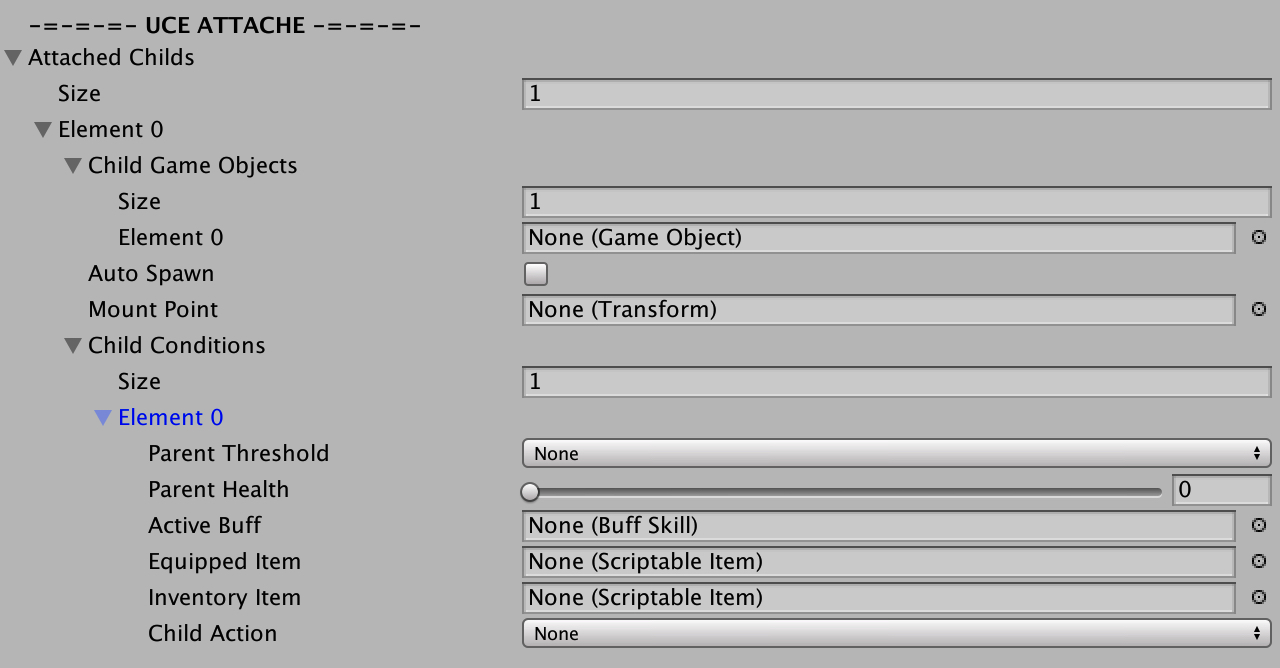 -=-=-=- UCE ATTACHE -=-=-=-
Attached Childs
Size 1
Element 0
Child Game Objects
Size 1
Element 0 None (Game Object)
Auto Spawn
Mount Point None (Transform)
Child Conditions
Size 1
Element 0
Parent Threshold None
Parent Health 0
Active Buff None (Buff Skill)
Equipped Item None (Scriptable Item)
Inventory Item None (Scriptable Item)
Child Action None